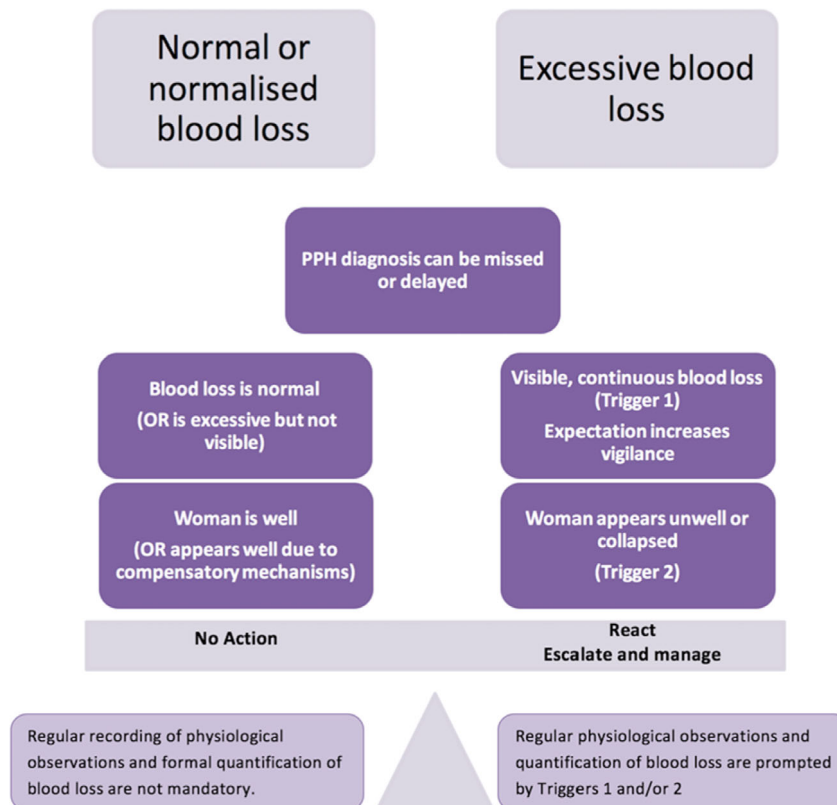 Normal or
normalised
blood loss
Excessive blood
loss
PPH diagnosis can be missed
or delayed
Blood loss is normal
(OR is excessive but not
visible)
Visible, continuous blood loss
(Trigger 1)
Expectation increases
vigilance
Woman is well
(OR appears well due to
compensatory mechanisms)
Woman appears unwell or
collapsed
(Trigger 2)
No Action
React
Escalate and manage
Regular recording of physiological
observations and formal quantification of
blood loss are not mandatory.
Regular physiological observations and
quantification of blood loss are prompted
by Triggers 1 and/or 2